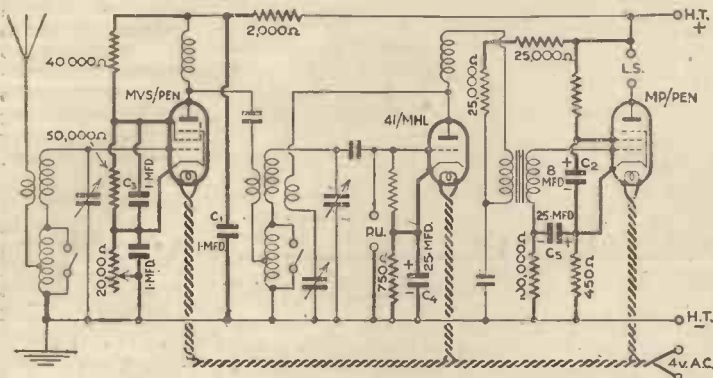 H.T.
+
2,000Ω
40,000Ω
MVS/PEN
25,000Ω
L.S.
MP/PEN
41/MHL
25,000Ω
50,000Ω
C3
1-MFD
8
MFD
C2
C1
1-MFD
P.U.
25-MFD
C5
1-MFD
20,000Ω
750Ω
25-MFD.
C4
450Ω
H.T.
-
4V.A.C.